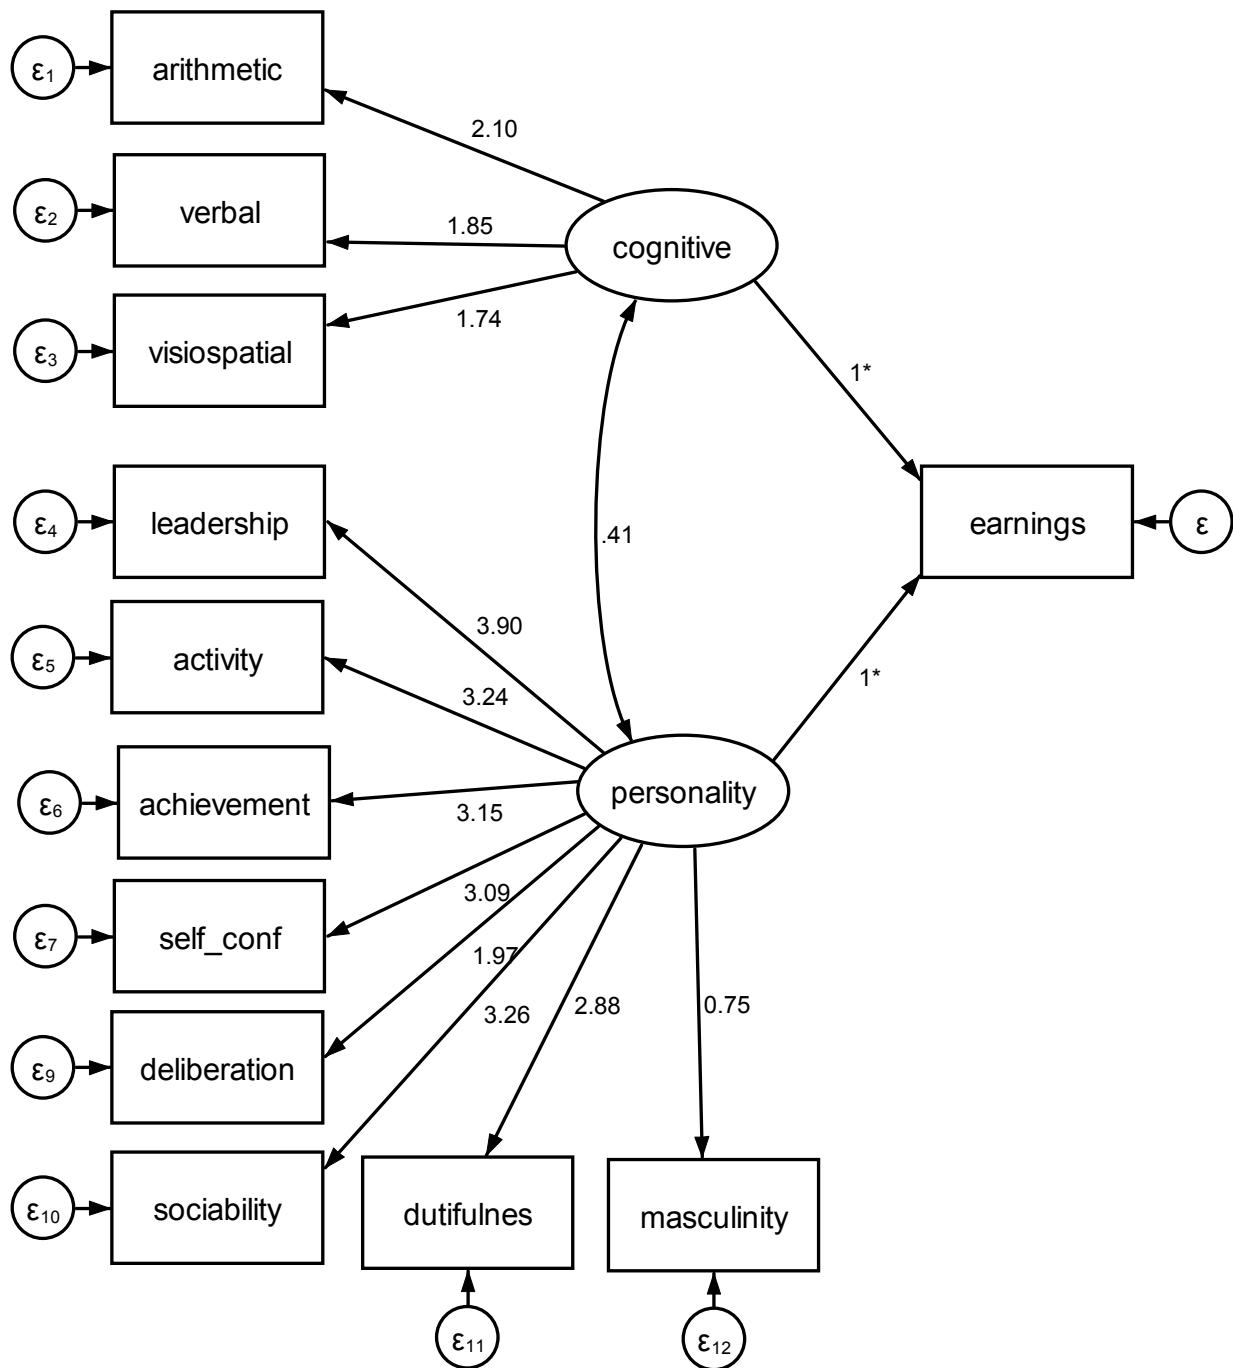 ε1
arithmetic
2.10
ε2
verbal
1.85
cognitive
ε3
visiospatial
1.74
1*
ε4
leadership
.41
earnings
ε
3.90
ε5
activity
3.24
1*
ε6
achievement
3.15
personality
ε7
self_conf
3.09
1.97
3.26
2.88
0.75
ε9
deliberation
ε10
sociability
dutifulnes
masculinity
ε11
ε12